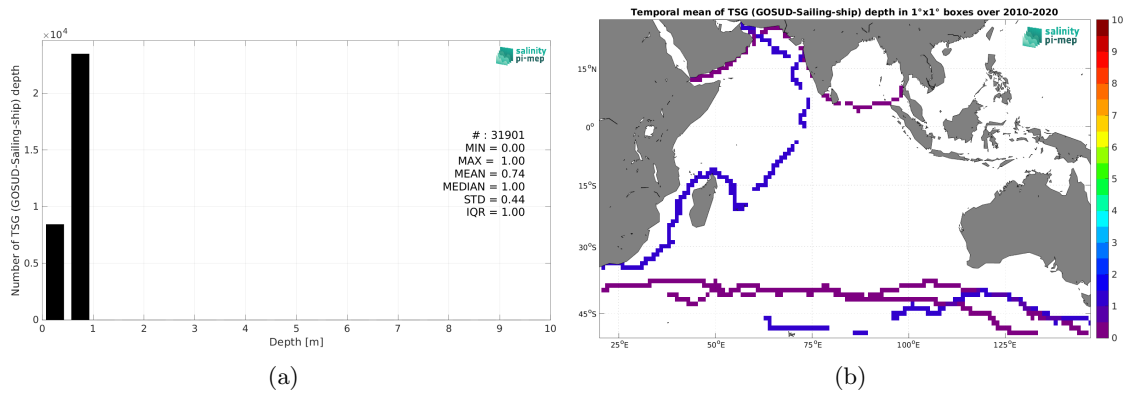 ×10⁴
salinity
pi-mep
Number of TSG (GOSUD-Sailing-ship) depth
2
1.5
1
0.5
0
# : 31901
MIN = 0.00
MAX = 1.00
MEAN = 0.74
MEDIAN = 1.00
STD = 0.44
IQR = 1.00
0 1 2 3 4 5 6 7 8 9 10
Depth [m]
(a)
Temporal mean of TSG (GOSUD-Sailing-ship) depth in 1°x1° boxes over 2010-2020
salinity
pi-mep
15°N
0°
15°S
30°S
45°S
25°E 50°E 75°E 100°E 125°E
10
9
8
7
6
5
4
3
2
1
0
(b)